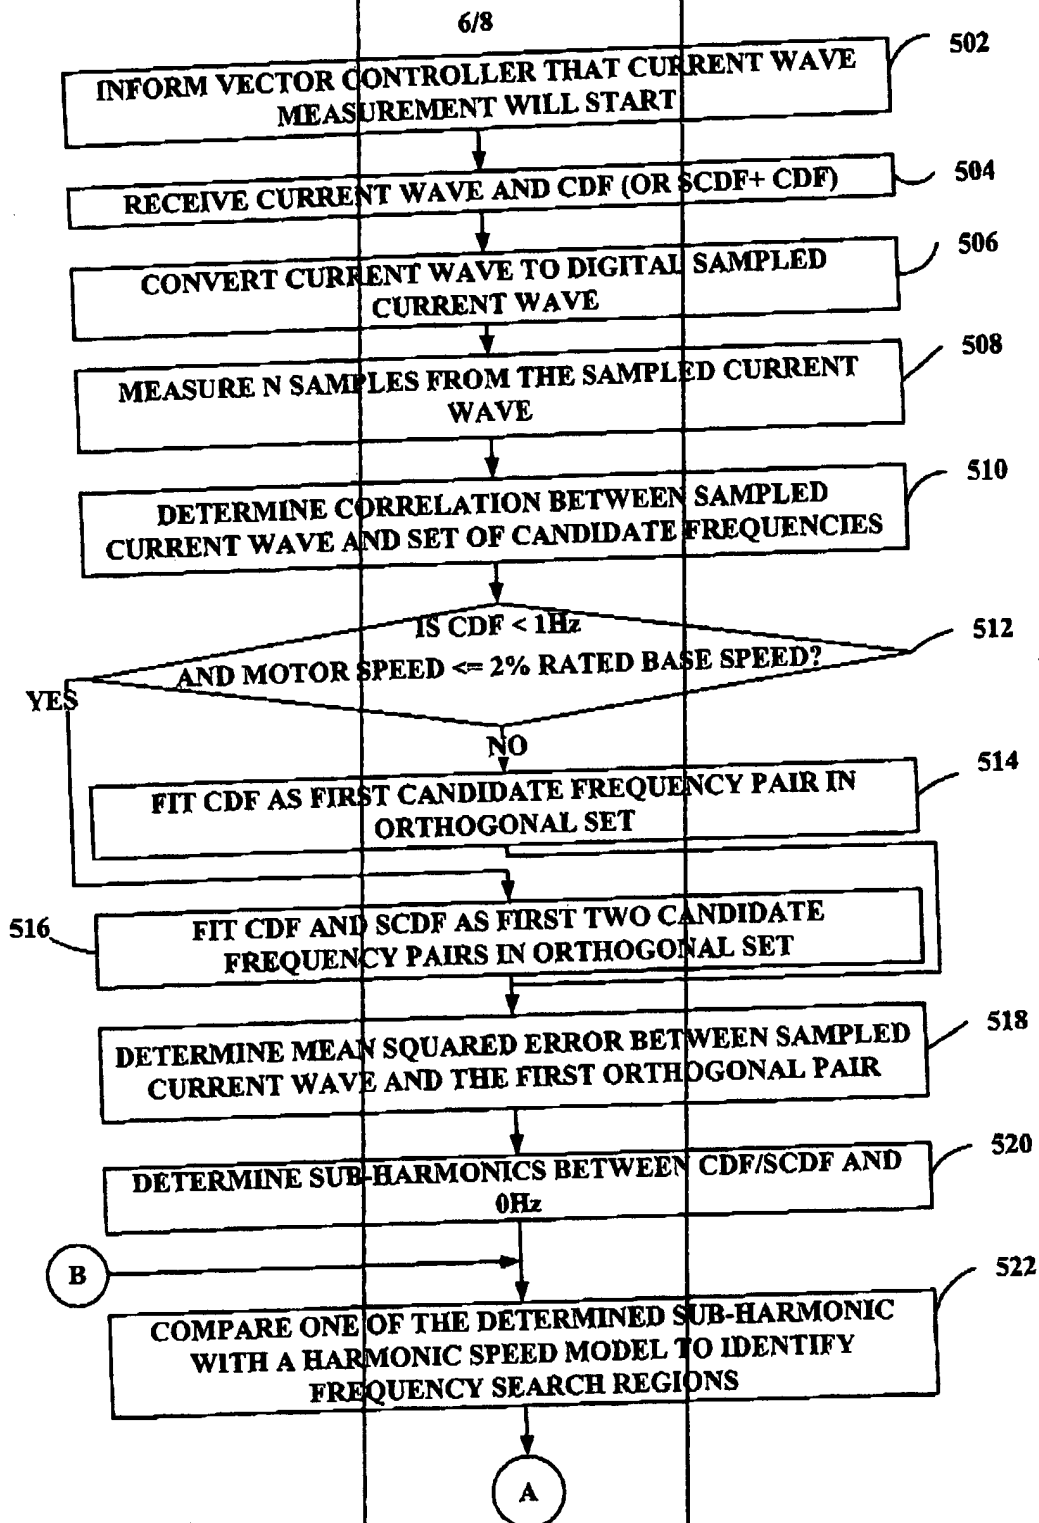 6/8
502
INFORM VECTOR CONTROLLER THAT CURRENT WAVE
MEASUREMENT WILL START
504
RECEIVE CURRENT WAVE AND CDF (OR SCDF+ CDF)
506
CONVERT CURRENT WAVE TO DIGITAL SAMPLED
CURRENT WAVE
508
MEASURE N SAMPLES FROM THE SAMPLED CURRENT
WAVE
510
DETERMINE CORRELATION BETWEEN SAMPLED
CURRENT WAVE AND SET OF CANDIDATE FREQUENCIES
IS CDF < 1Hz
512
AND MOTOR SPEED <= 2% RATED BASE SPEED?
YES
NO
514
FIT CDF AS FIRST CANDIDATE FREQUENCY PAIR IN
ORTHOGONAL SET
516
FIT CDF AND SCDF AS FIRST TWO CANDIDATE
FREQUENCY PAIRS IN ORTHOGONAL SET
518
DETERMINE MEAN SQUARED ERROR BETWEEN SAMPLED
CURRENT WAVE AND THE FIRST ORTHOGONAL PAIR
520
DETERMINE SUB-HARMONICS BETWEEN CDF/SCDF AND
0Hz
B
522
COMPARE ONE OF THE DETERMINED SUB-HARMONIC
WITH A HARMONIC SPEED MODEL TO IDENTIFY
FREQUENCY SEARCH REGIONS
A